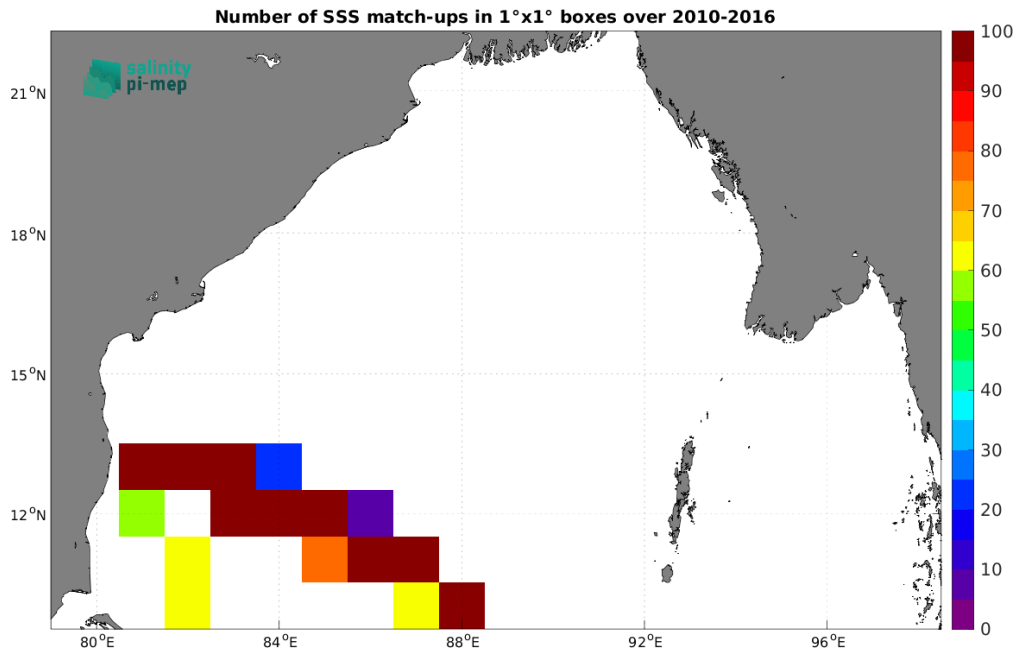 Number of SSS match-ups in 1°x1° boxes over 2010-2016
salinity
pi-mep
21°N
18°N
15°N
12°N
80°E 84°E 88°E 92°E 96°E
100
90
80
70
60
50
40
30
20
10
0